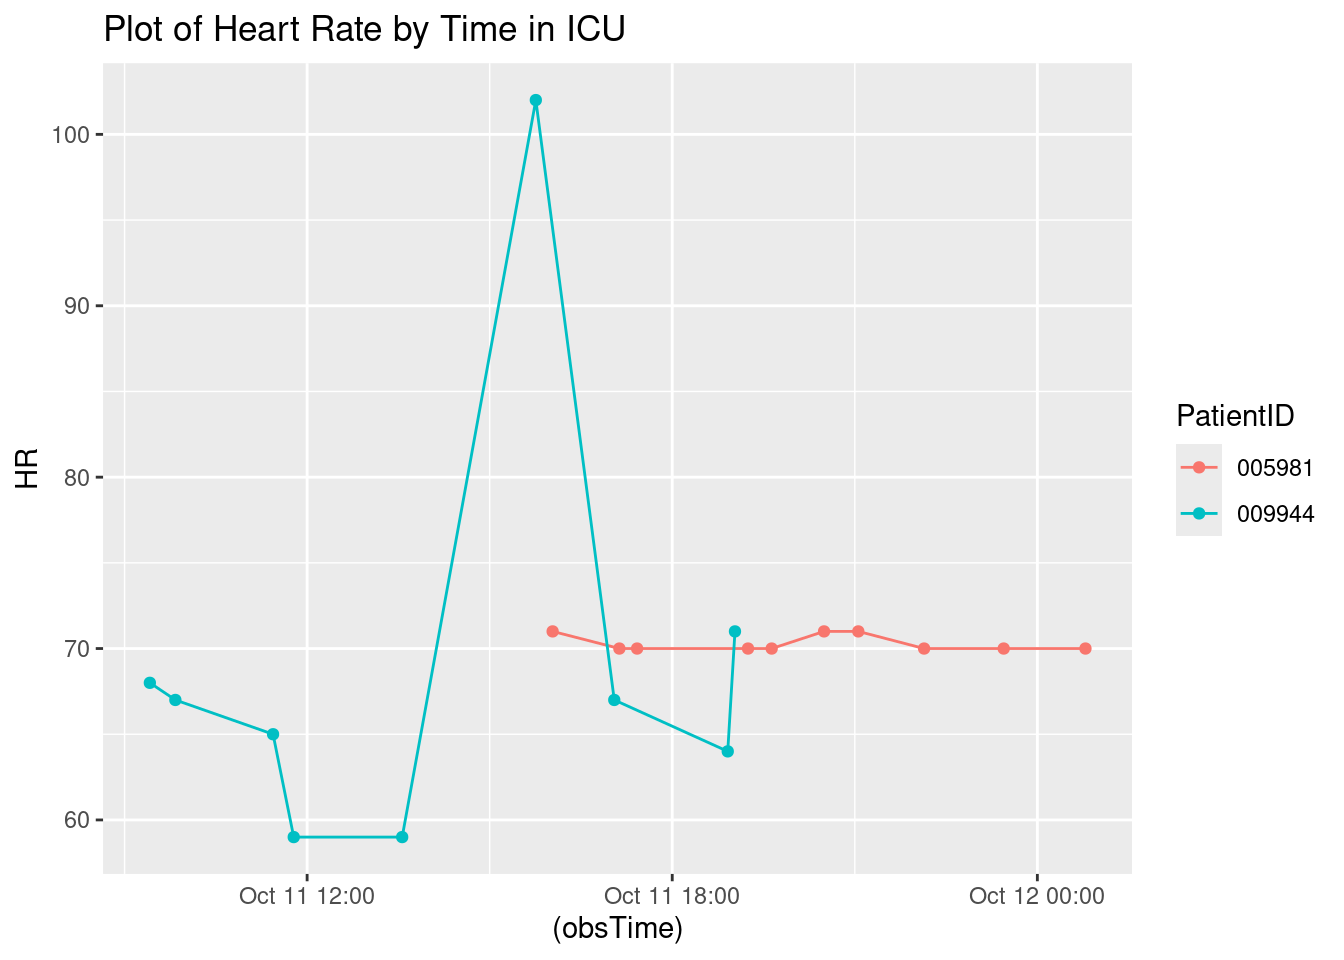 Plot of Heart Rate by Time in ICU
100
90
80
70
60
HR
Oct 11 12:00
Oct 11 18:00
Oct 12 00:00
(obsTime)
PatientID
005981
009944